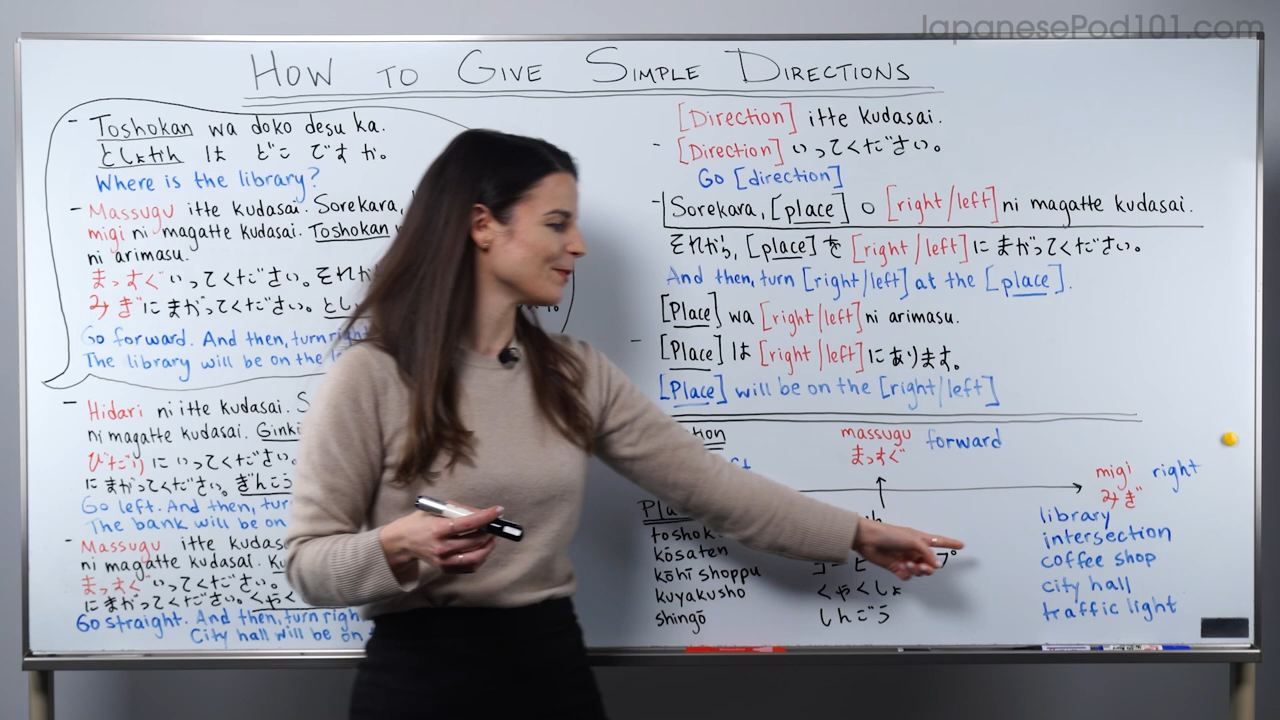 JapanesePod101.com
How to Give Simple Directions
- Toshokan wa doko desu ka.
としょかん は どこ ですか。
Where is the library?
- Massugu itte kudasai. Sorekara,
migi ni magatte kudasai. Toshokan
ni arimasu.
まっすぐ いってください。それか
みぎ に まがってください。とし
Go forward. And then, turn right
The library will be on the
- Hidari ni itte kudasai. S
ni magatte kudasai. Gink
ひだり に いってください。
に まがってください。ぎんこう
Go left. And then, tur
The bank will be on
- Massugu itte kudas
ni magatte kudasai. Ku
まっすぐ いってください。
に まがってください。くやく
Go straight. And then, turn righ
City hall will be on
[Direction] itte kudasai.
- [Direction] いってください。
Go [direction]
- Sorekara, [place] o [right/left] ni magatte kudasai.
それから, [place] を [right/left] に まがってください。
And then, turn [right/left] at the [place].
[Place] wa [right/left] ni arimasu.
- [Place] は [right/left] に あります。
[Place] will be on the [right/left]
tion
massugu forward
まっすぐ
migi right
みぎ
Pla
toshok library
kōsaten intersection
kōhī shoppu コーヒ プ coffee shop
kuyakusho くやくしょ city hall
shingō しんごう traffic light